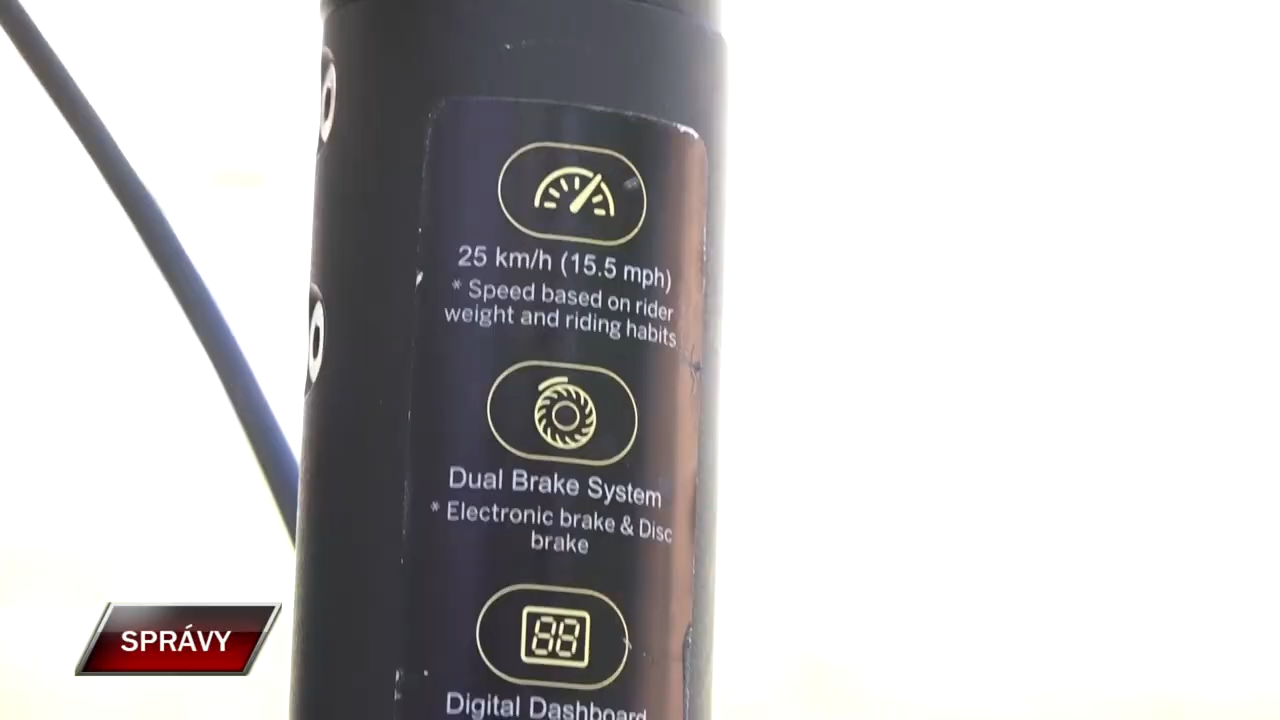 25 km/h (15.5 mph)
* Speed based on rider
weight and riding habits
Dual Brake System
* Electronic brake & Disc
brake
88
Digital Dashboard
SPRÁVY